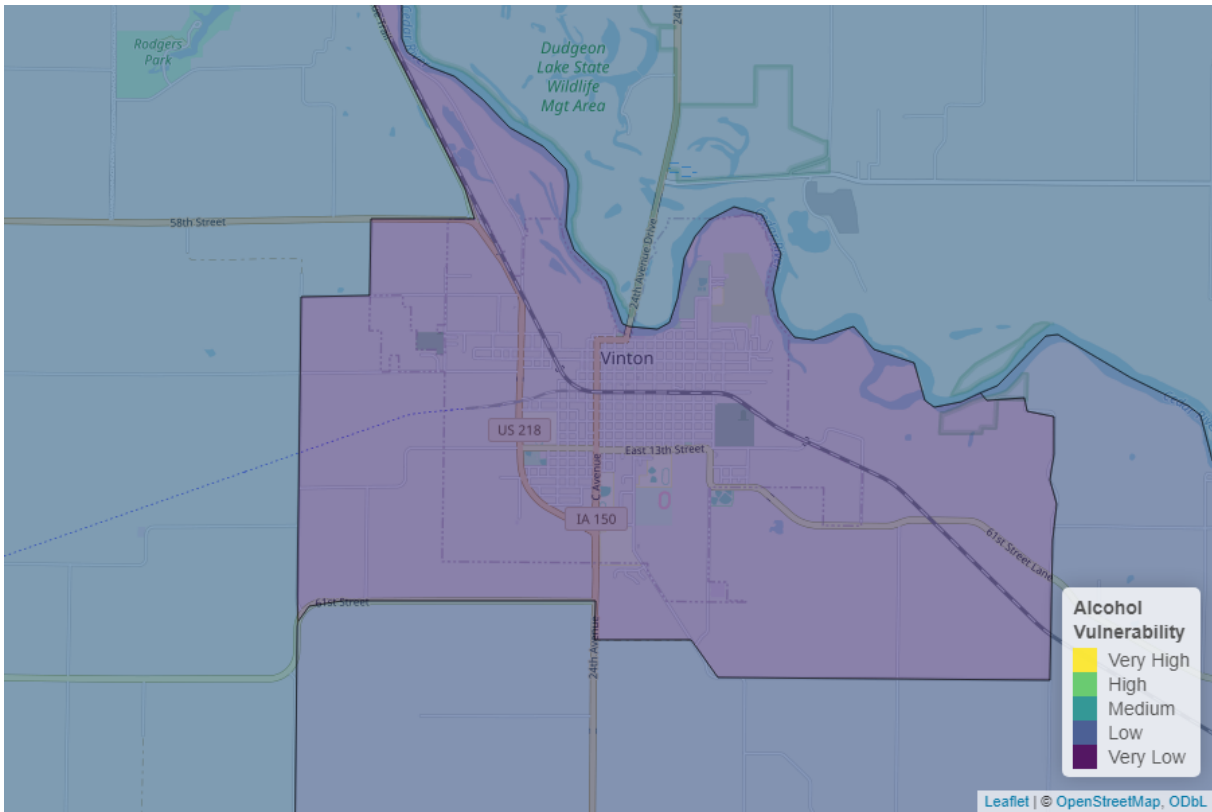 Rodgers
Park
Dudgeon
Lake State
Wildlife
Mgt Area
24th Avenue Drive
58th Street
Vinton
US 218
East 13th Street
C Avenue
IA 150
61st Street Lane
61st Street
24th Avenue
Alcohol
Vulnerability
Very High
High
Medium
Low
Very Low
Leaflet | © OpenStreetMap, ODbL